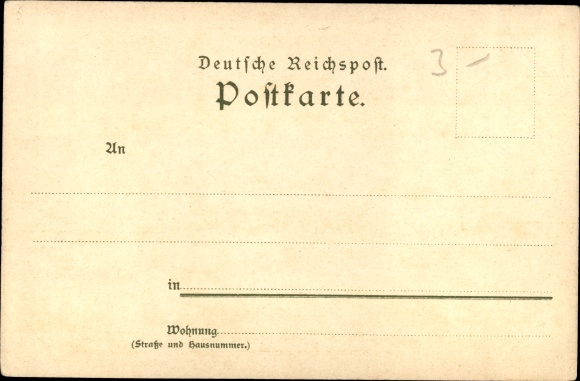 Deutsche Reichspost.
Postkarte.
3 -
An
in
Wohnung
(Straße und Hausnummer.)